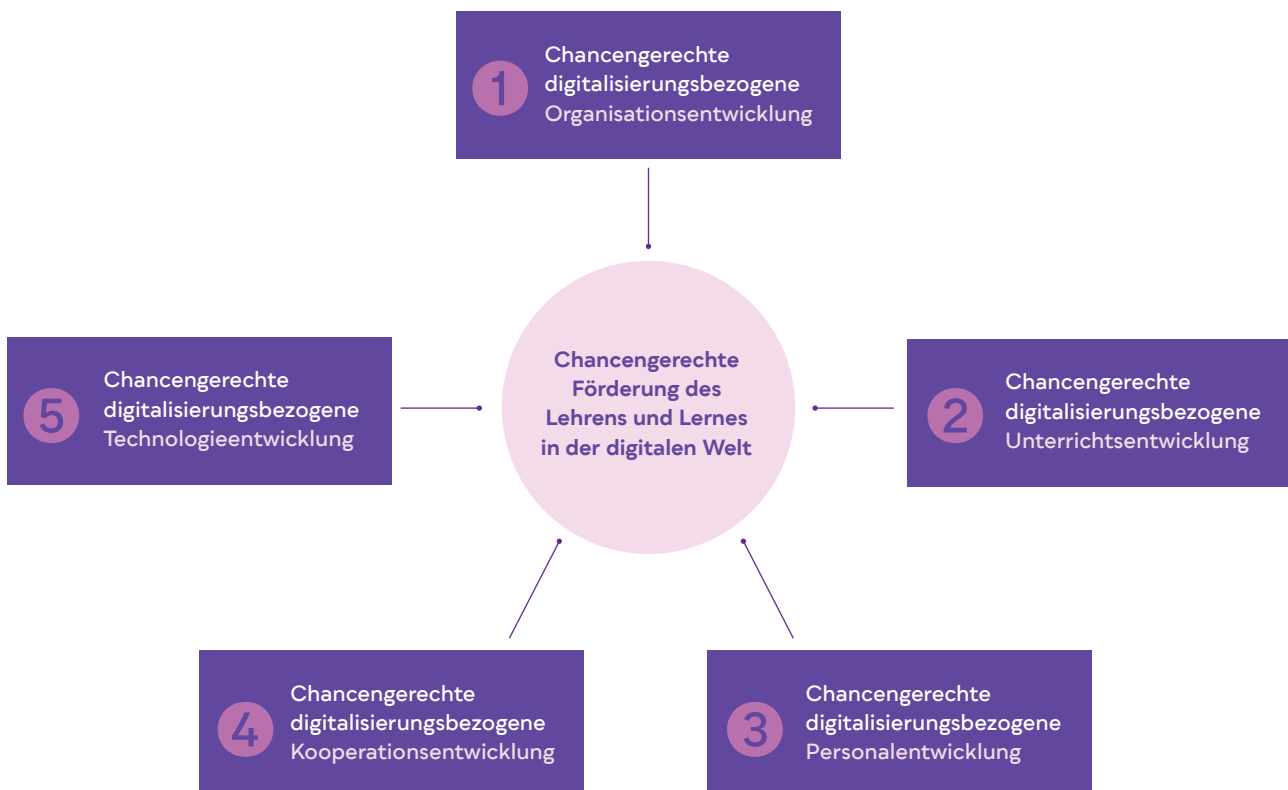 1
Chancengerechte
digitalisierungsbezogene
Organisationsentwicklung
Chancengerechte
Förderung des
Lehrens und Lernes
in der digitalen Welt
2
Chancengerechte
digitalisierungsbezogene
Unterrichtsentwicklung
3
Chancengerechte
digitalisierungsbezogene
Personalentwicklung
4
Chancengerechte
digitalisierungsbezogene
Kooperationsentwicklung
5
Chancengerechte
digitalisierungsbezogene
Technologieentwicklung